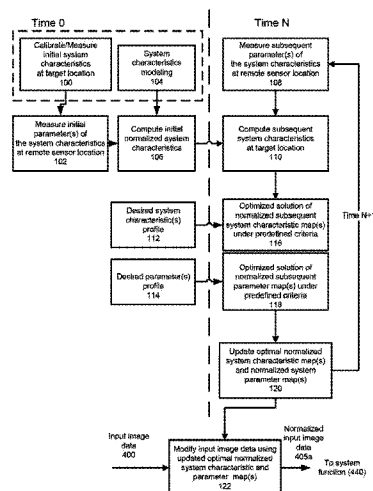 Time 0
Time N
Calibrate/Measure
initial system
characteristics
at target location
100
System
characteristics
modeling
104
Measure subsequent
parameter(s) of
the system characteristics
at remote sensor location
108
Measure initial
parameter(s) of
the system characteristics
at remote sensor location
102
Compute initial
normalized system
characteristics
106
Compute subsequent
system characteristics
at target location
110
Time N+1
Desired system
characteristic(s)
profile
112
Optimized solution of
normalized subsequent
system characteristic map(s)
under predefined criteria
116
Desired parameter(s)
profile
114
Optimized solution of
normalized subsequent
parameter map(s) under
predefined criteria
118
Update optimal normalized
system characteristic map(s)
and normalized system
parameter map(s)
120
Input image
data
400
Modify input image data using
updated optimal normalized
system characteristic and
parameter map(s)
122
Normalized
input image
data
405a
To system
function (440)